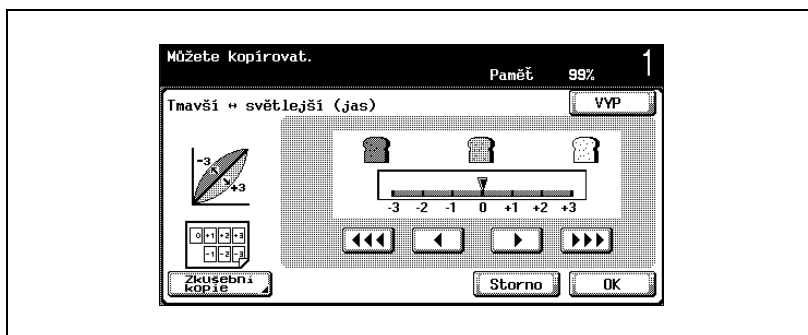 Můžete kopírovat.
Paměť 99% 1
Tmavší ↔ světlejší (jas) VYP
-3
+3
-3 -2 -1 0 +1 +2 +3
0 +1 +2 +3
-1 -2 -3
Zkušební
kopie
Storno OK